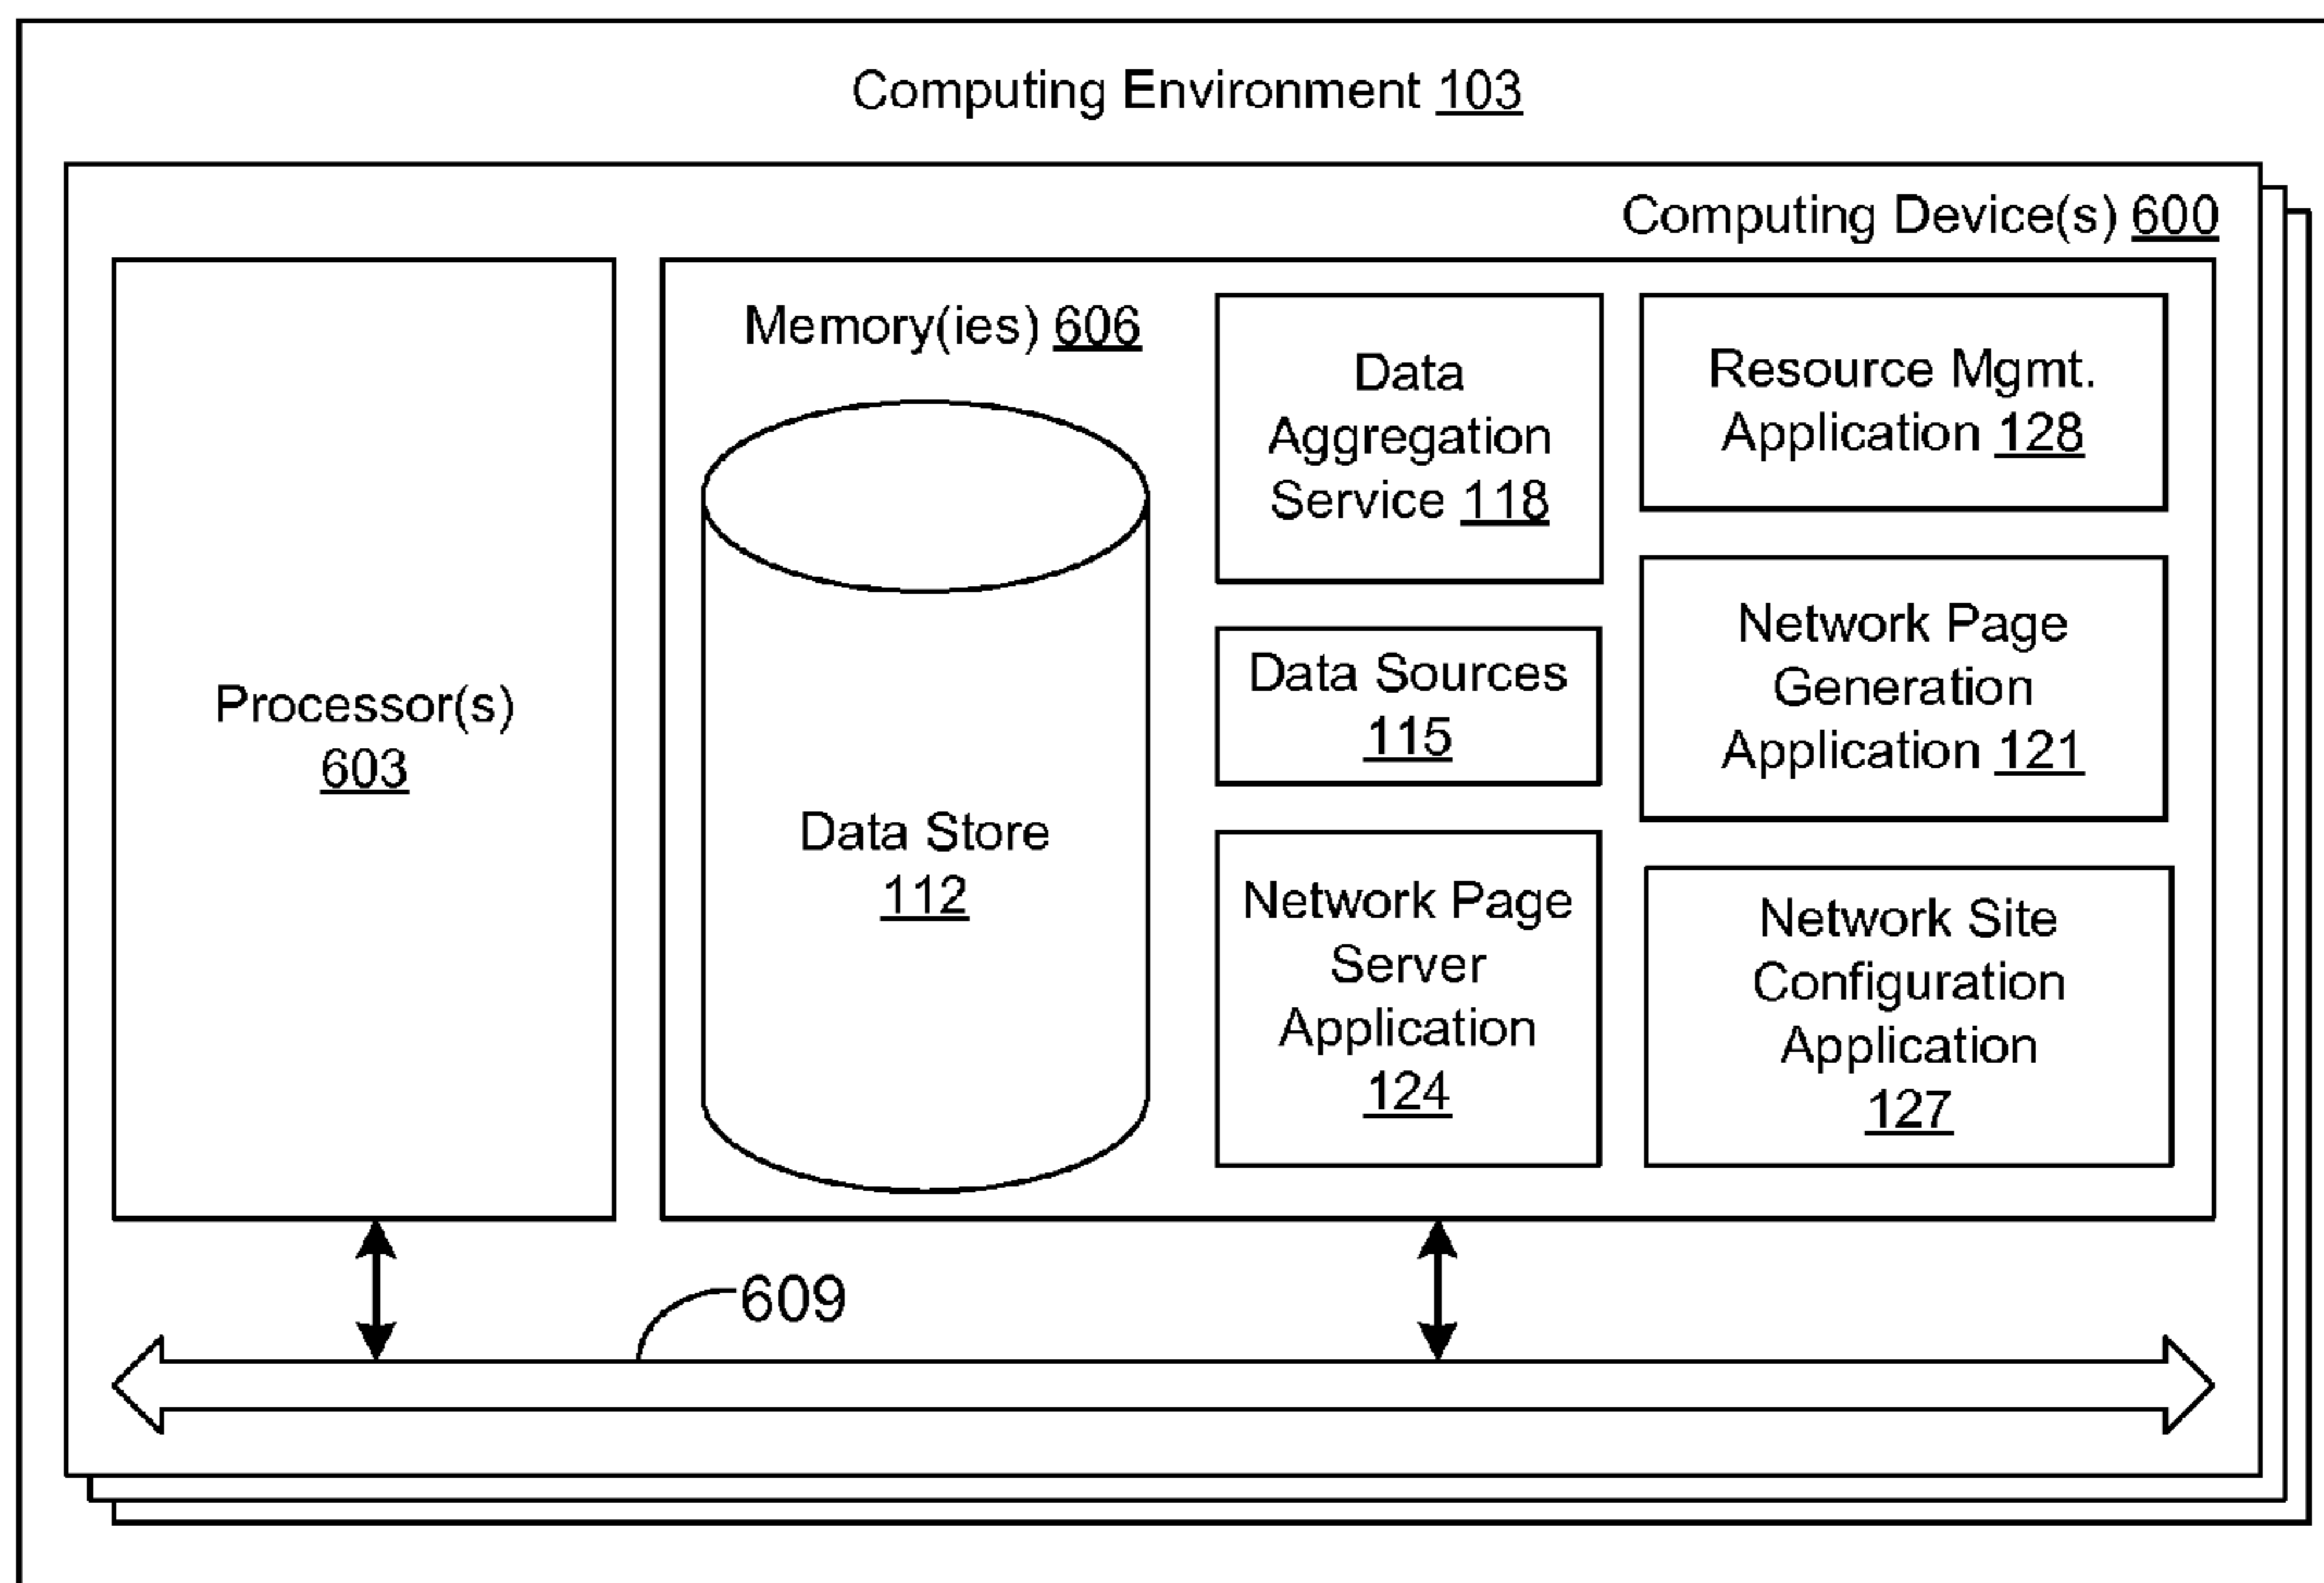 Computing Environment 103
Computing Device(s) 600
Processor(s)
603
Memory(ies) 606
Data Store
112
Data
Aggregation
Service 118
Data Sources
115
Network Page
Server
Application
124
Resource Mgmt.
Application 128
Network Page
Generation
Application 121
Network Site
Configuration
Application
127
609